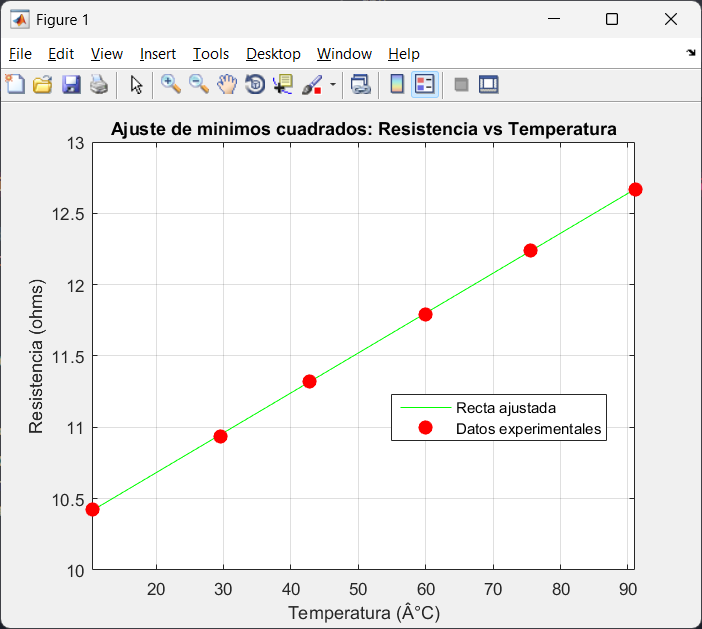 Figure 1
File Edit View Insert Tools Desktop Window Help
Ajuste de minimos cuadrados: Resistencia vs Temperatura
13
12.5
12
11.5
11
10.5
10
Resistencia (ohms)
Recta ajustada
Datos experimentales
20 30 40 50 60 70 80 90
Temperatura (Â°C)